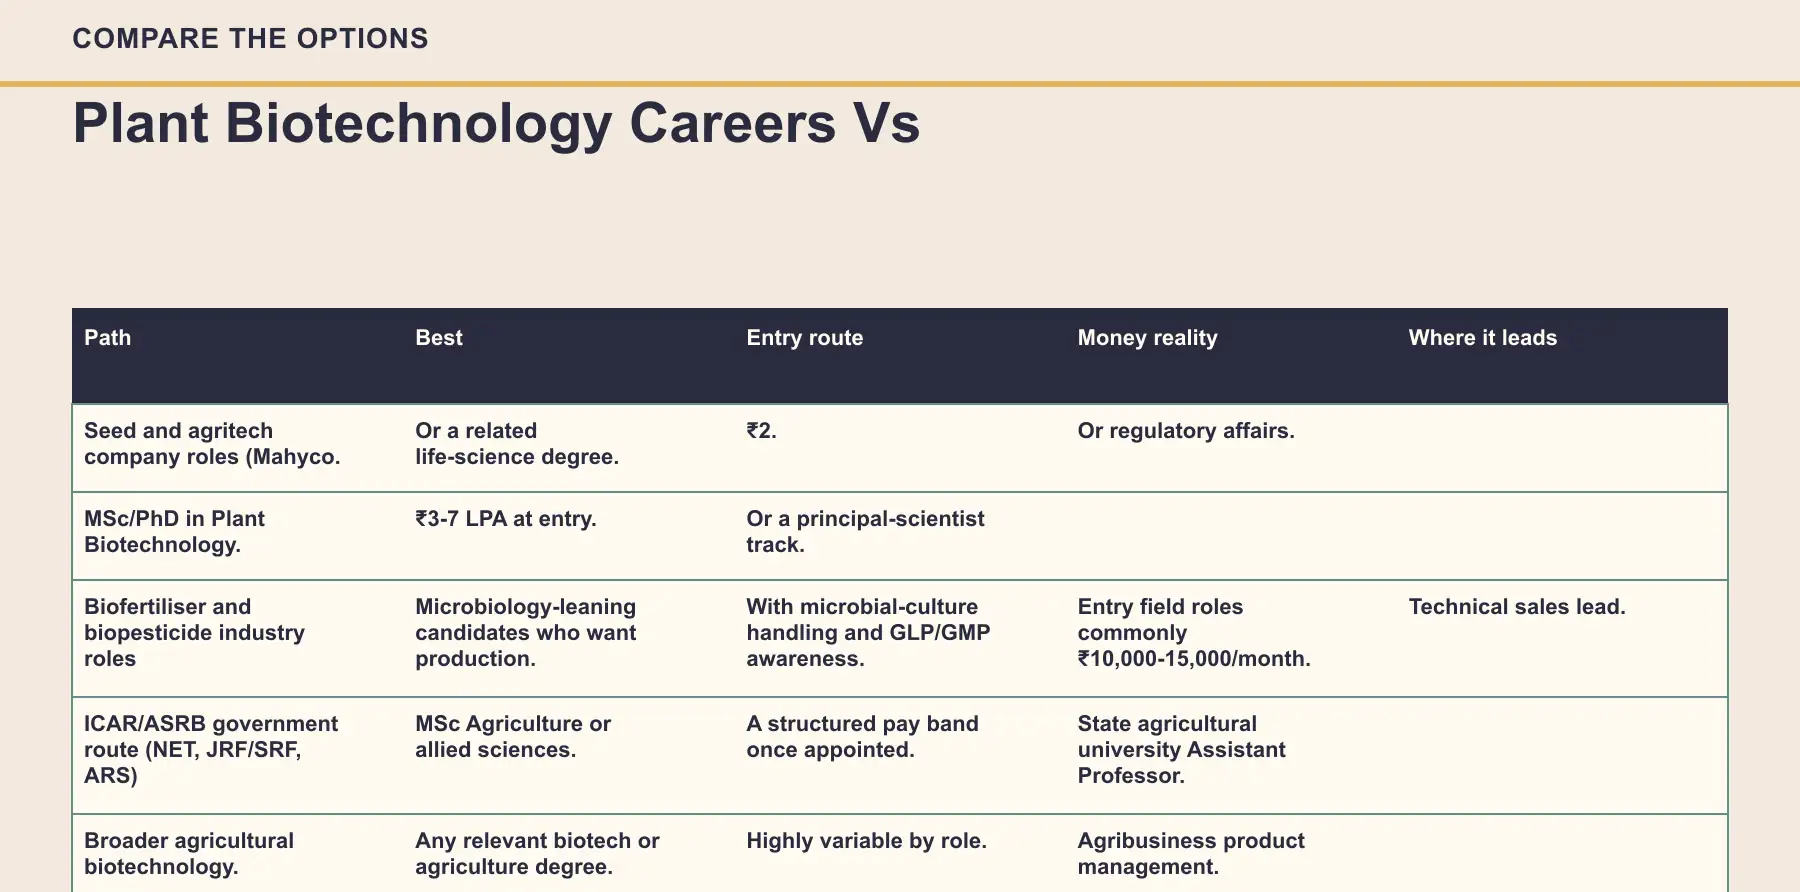 COMPARE THE OPTIONS
Plant Biotechnology Careers Vs
Path
Best
Entry route
Money reality
Where it leads
Seed and agritech
company roles (Mahyco.
Or a related
life-science degree.
₹2.
Or regulatory affairs.
MSc/PhD in Plant
Biotechnology.
₹3-7 LPA at entry.
Or a principal-scientist
track.
Biofertiliser and
biopesticide industry
roles
Microbiology-leaning
candidates who want
production.
With microbial-culture
handling and GLP/GMP
awareness.
Entry field roles
commonly
₹10,000-15,000/month.
Technical sales lead.
ICAR/ASRB government
route (NET, JRF/SRF,
ARS)
MSc Agriculture or
allied sciences.
A structured pay band
once appointed.
State agricultural
university Assistant
Professor.
Broader agricultural
biotechnology.
Any relevant biotech or
agriculture degree.
Highly variable by role.
Agribusiness product
management.